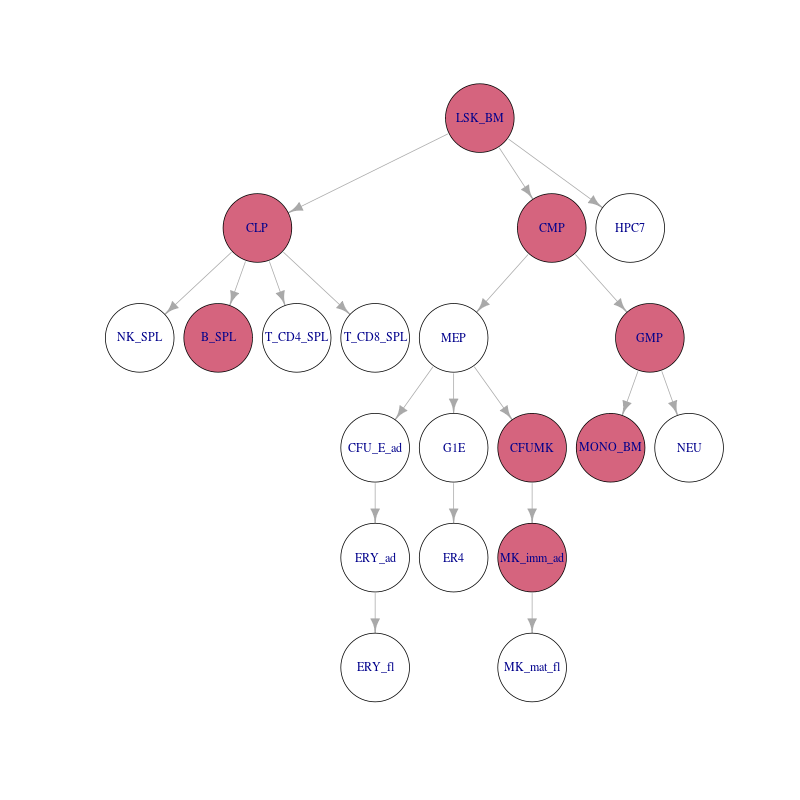 LSK_BM
CLP
CMP
HPC7
NK_SPL
B_SPL
T_CD4_SPL
T_CD8_SPL
MEP
GMP
CFU_E_ad
G1E
CFUMK
MONO_BM
NEU
ERY_ad
ER4
MK_imm_ad
ERY_fl
MK_mat_fl